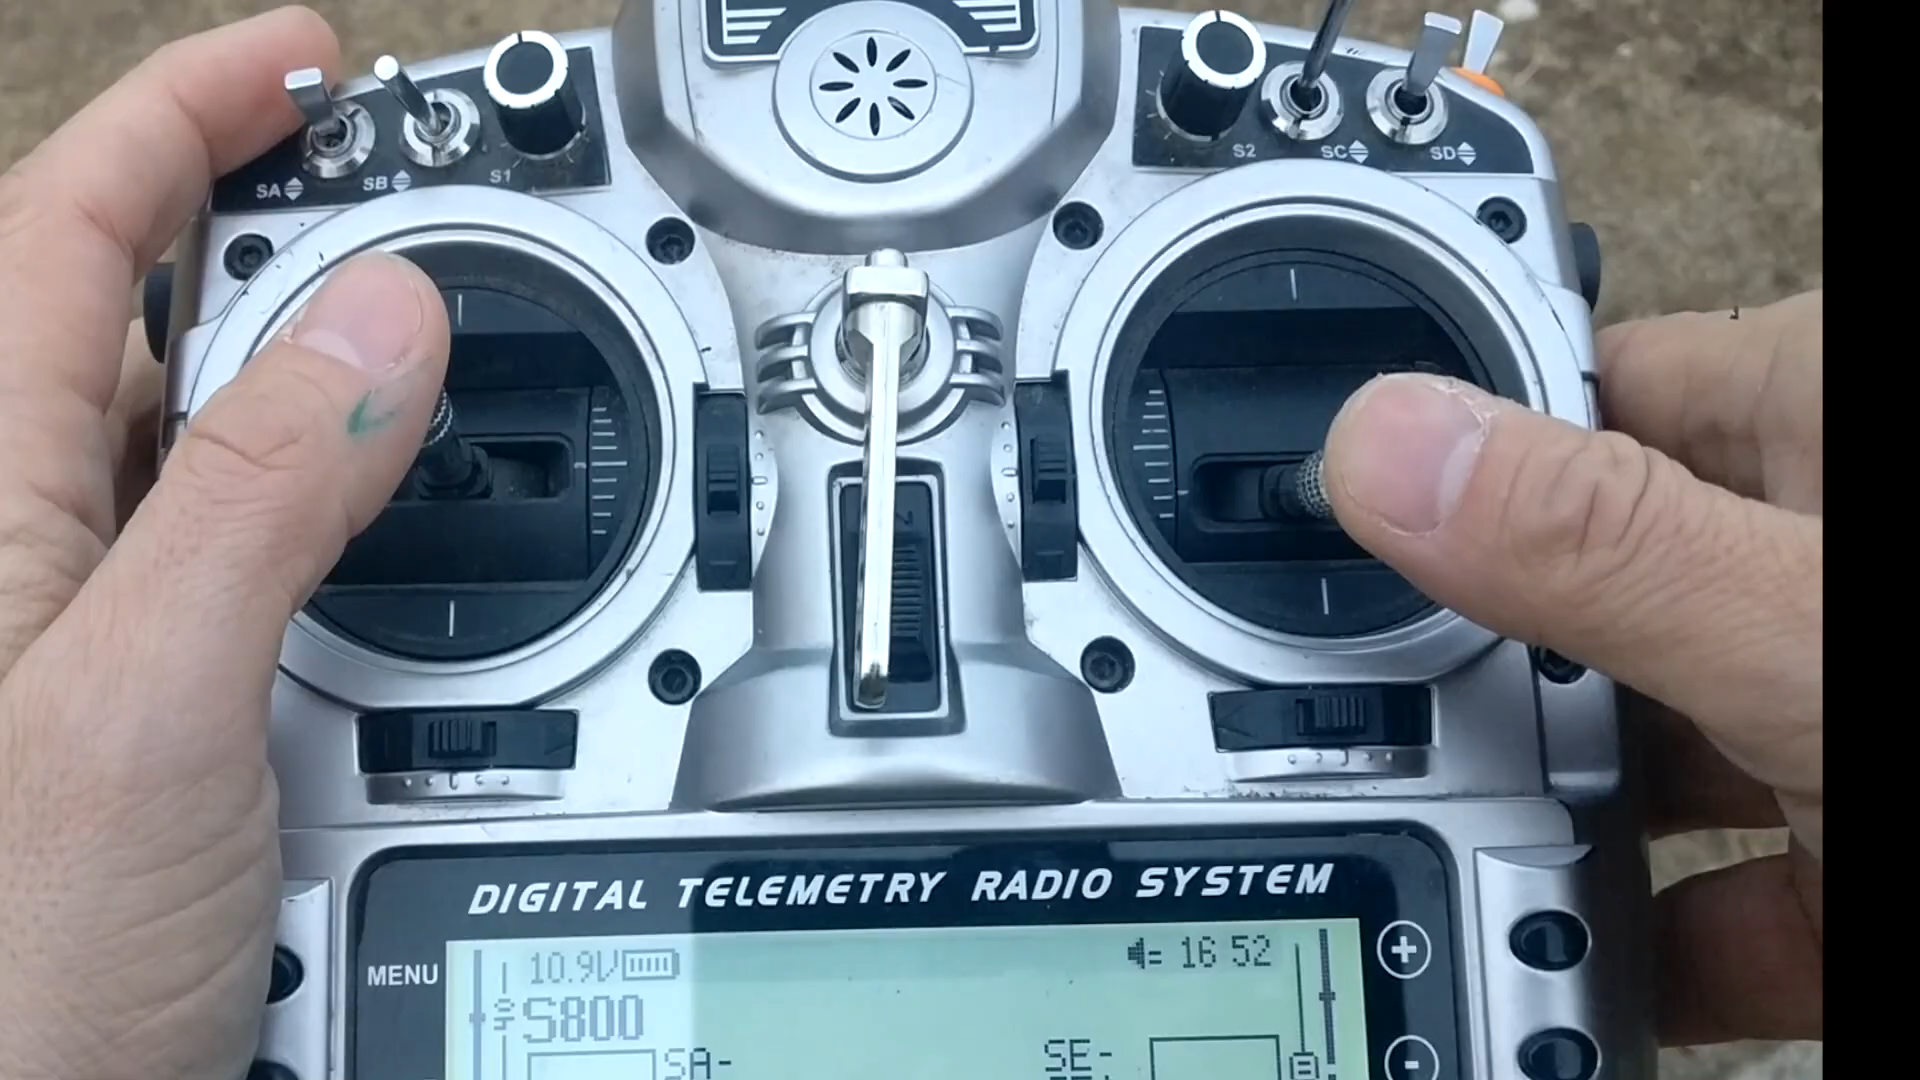 SA SB S1
S2 SC SD
DIGITAL TELEMETRY RADIO SYSTEM
MENU
10.9V 16 52
S800
SA- SE-